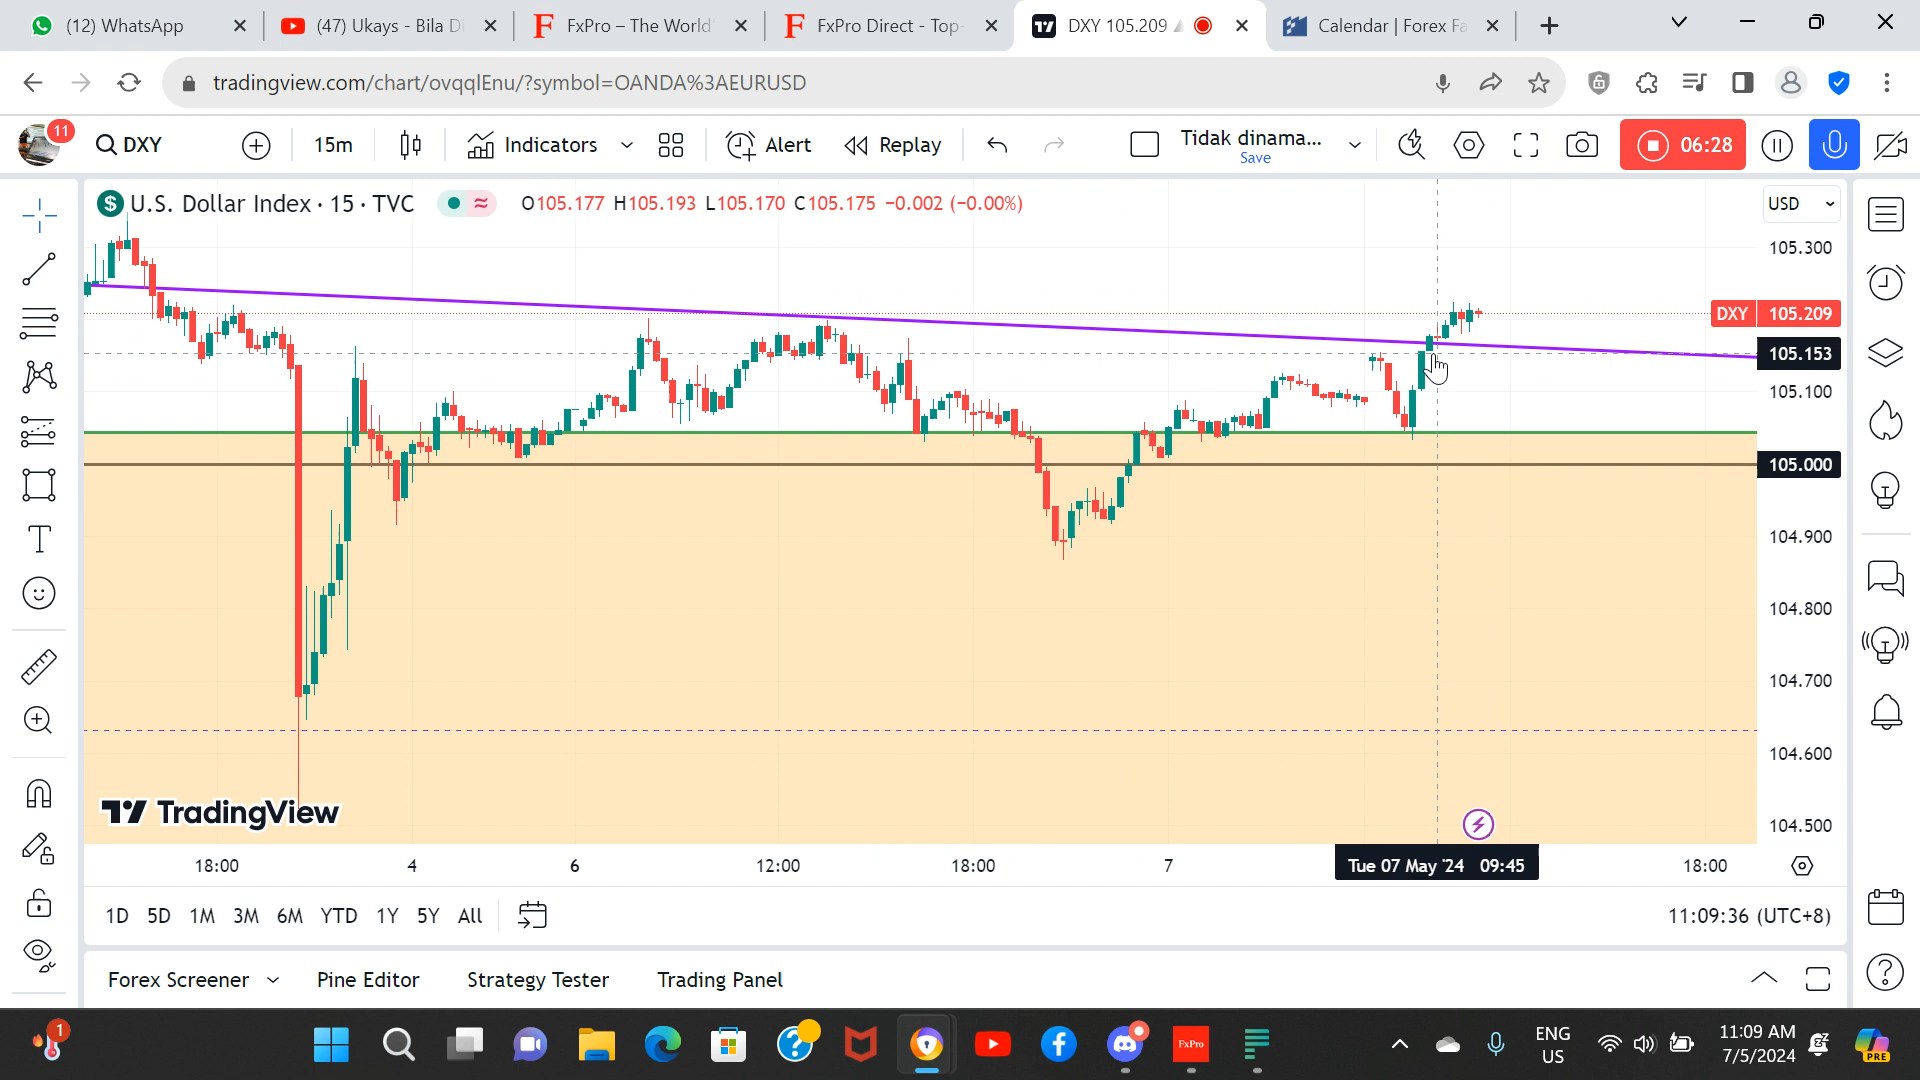 (12) WhatsApp
(47) Ukays - Bila Di
FxPro – The World'
FxPro Direct - Top-
DXY 105.209
Calendar | Forex Fa
tradingview.com/chart/ovqqlEnu/?symbol=OANDA%3AEURUSD
11
DXY
15m
Indicators
Alert
Replay
Tidak dinama...
Save
06:28
U.S. Dollar Index · 15 · TVC
O105.177 H105.193 L105.170 C105.175 −0.002 (−0.00%)
USD
105.300
DXY 105.209
105.153
105.100
105.000
104.900
104.800
104.700
104.600
104.500
TradingView
18:00
4
6
12:00
18:00
7
Tue 07 May '24 09:45
18:00
1D 5D 1M 3M 6M YTD 1Y 5Y All
11:09:36 (UTC+8)
Forex Screener
Pine Editor
Strategy Tester
Trading Panel
1
FxPro
ENG
US
11:09 AM
7/5/2024
PRE